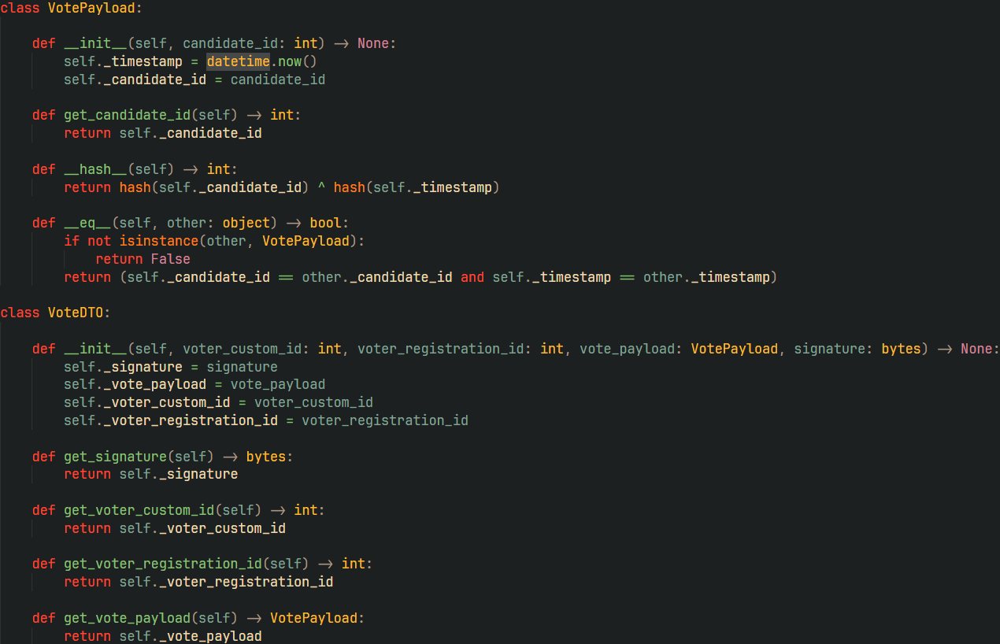 class VotePayload:
    def __init__(self, candidate_id: int) -> None:
        self._timestamp = datetime.now()
        self._candidate_id = candidate_id
    def get_candidate_id(self) -> int:
        return self._candidate_id
    def __hash__(self) -> int:
        return hash(self._candidate_id) ^ hash(self._timestamp)
    def __eq__(self, other: object) -> bool:
        if not isinstance(other, VotePayload):
            return False
        return (self._candidate_id == other._candidate_id and self._timestamp == other._timestamp)
class VoteDTO:
    def __init__(self, voter_custom_id: int, voter_registration_id: int, vote_payload: VotePayload, signature: bytes) -> None:
        self._signature = signature
        self._vote_payload = vote_payload
        self._voter_custom_id = voter_custom_id
        self._voter_registration_id = voter_registration_id
    def get_signature(self) -> bytes:
        return self._signature
    def get_voter_custom_id(self) -> int:
        return self._voter_custom_id
    def get_voter_registration_id(self) -> int:
        return self._voter_registration_id
    def get_vote_payload(self) -> VotePayload:
        return self._vote_payload